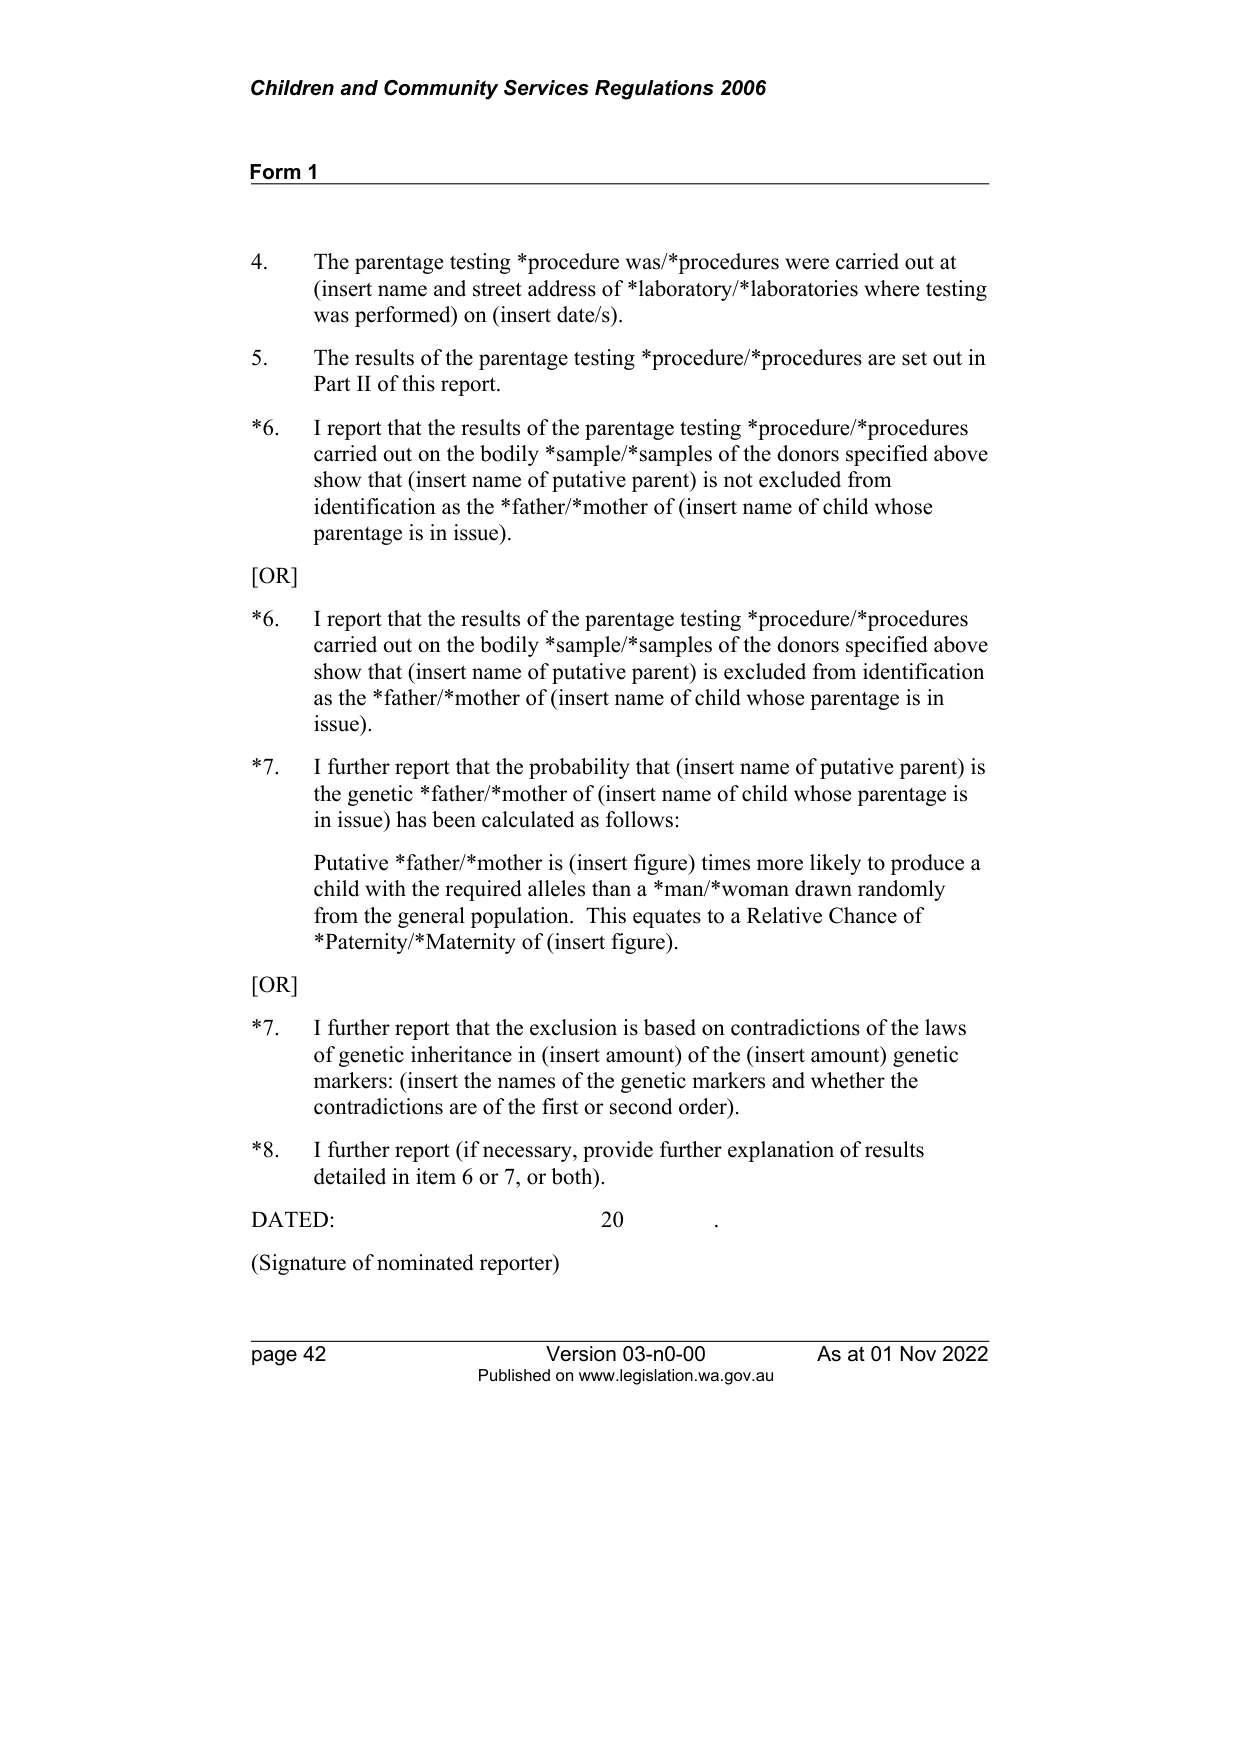 Children and Community Services Regulations 2006
Form 1
4. The parentage testing *procedure was/*procedures were carried out at
(insert name and street address of *laboratory/*laboratories where testing
was performed) on (insert date/s).
5. The results of the parentage testing *procedure/*procedures are set out in
Part II of this report.
*6. I report that the results of the parentage testing *procedure/*procedures
carried out on the bodily *sample/*samples of the donors specified above
show that (insert name of putative parent) is not excluded from
identification as the *father/*mother of (insert name of child whose
parentage is in issue).
[OR]
*6. I report that the results of the parentage testing *procedure/*procedures
carried out on the bodily *sample/*samples of the donors specified above
show that (insert name of putative parent) is excluded from identification
as the *father/*mother of (insert name of child whose parentage is in
issue).
*7. I further report that the probability that (insert name of putative parent) is
the genetic *father/*mother of (insert name of child whose parentage is
in issue) has been calculated as follows:
Putative *father/*mother is (insert figure) times more likely to produce a
child with the required alleles than a *man/*woman drawn randomly
from the general population.  This equates to a Relative Chance of
*Paternity/*Maternity of (insert figure).
[OR]
*7. I further report that the exclusion is based on contradictions of the laws
of genetic inheritance in (insert amount) of the (insert amount) genetic
markers: (insert the names of the genetic markers and whether the
contradictions are of the first or second order).
*8. I further report (if necessary, provide further explanation of results
detailed in item 6 or 7, or both).
DATED: 20 .
(Signature of nominated reporter)
page 42 Version 03-n0-00 As at 01 Nov 2022
Published on www.legislation.wa.gov.au